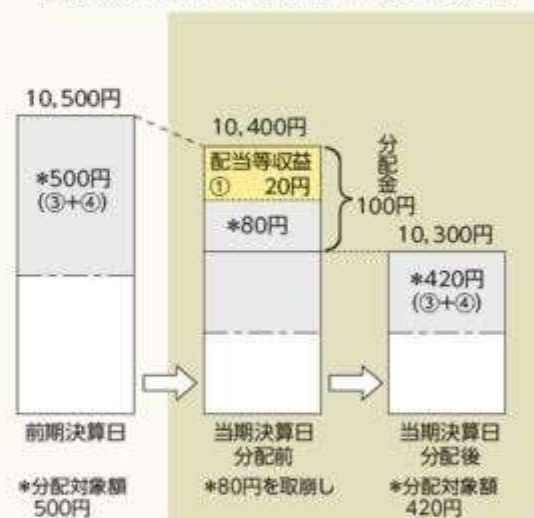 10,500円
*500円
(③+④)
前期決算日
*分配対象額
500円
10,400円
配当等収益
① 20円
*80円
分配金
100円
当期決算日
分配前
*80円を取崩し
10,300円
*420円
(③+④)
当期決算日
分配後
*分配対象額
420円